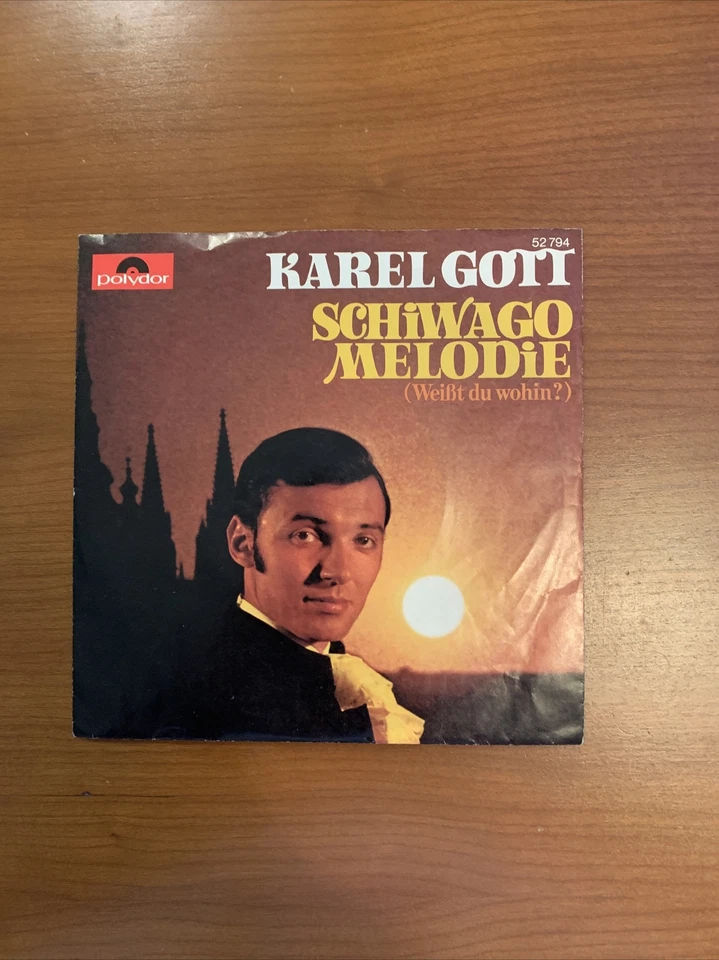 52 794
polydor
KAREL GOTT
SCHiWAGO
MELODiE
(Weißt du wohin?)